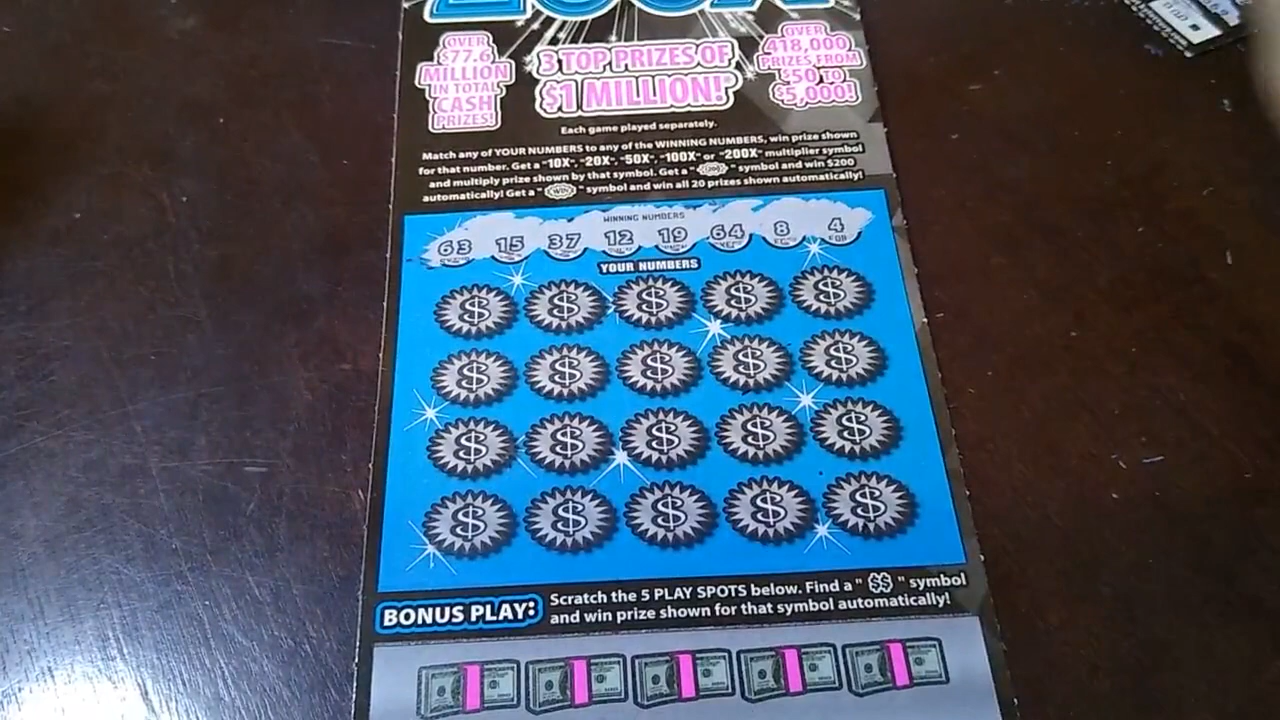 200X
OVER
$77.6
MILLION
IN TOTAL
CASH
PRIZES!
3 TOP PRIZES OF
$1 MILLION!*
OVER
418,000
PRIZES FROM
$50 TO
$5,000!
Each game played separately.
Match any of YOUR NUMBERS to any of the WINNING NUMBERS, win prize shown
for that number. Get a "10X", "20X", "50X", "100X" or "200X" multiplier symbol
and multiply prize shown by that symbol. Get a " " symbol and win $200
automatically! Get a "WIN" symbol and win all 20 prizes shown automatically!
WINNING NUMBERS
63 15 37 12 19 64 8 4
YOUR NUMBERS
$ $ $ $ $
$ $ $ $ $
$ $ $ $ $
$ $ $ $ $
BONUS PLAY:
Scratch the 5 PLAY SPOTS below. Find a "$$" symbol
and win prize shown for that symbol automatically!